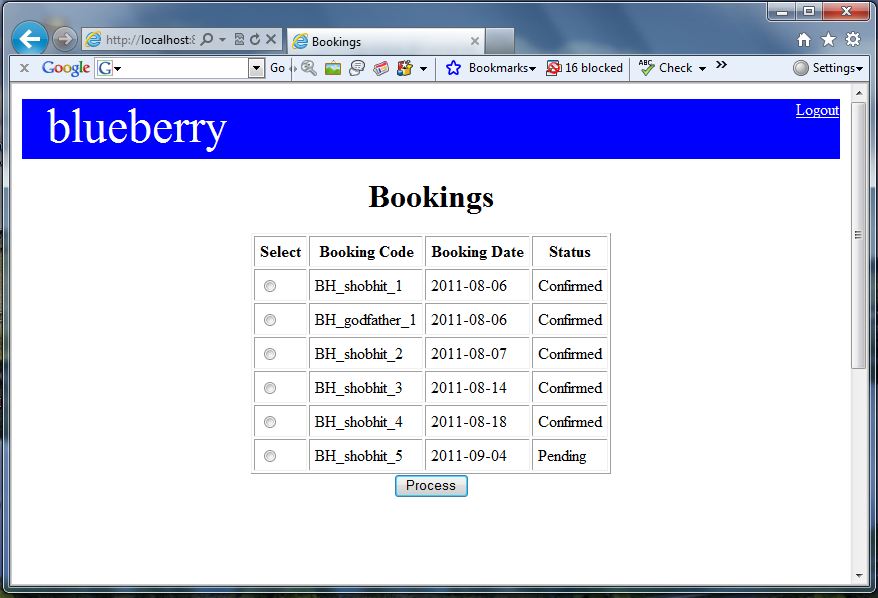 http://localhost:8
Bookings
Google
G
Go
Bookmarks
16 blocked
ABC
Check
»
Settings
Logout
blueberry
Bookings
Select Booking Code Booking Date Status
BH_shobhit_1 2011-08-06 Confirmed
BH_godfather_1 2011-08-06 Confirmed
BH_shobhit_2 2011-08-07 Confirmed
BH_shobhit_3 2011-08-14 Confirmed
BH_shobhit_4 2011-08-18 Confirmed
BH_shobhit_5 2011-09-04 Pending
Process